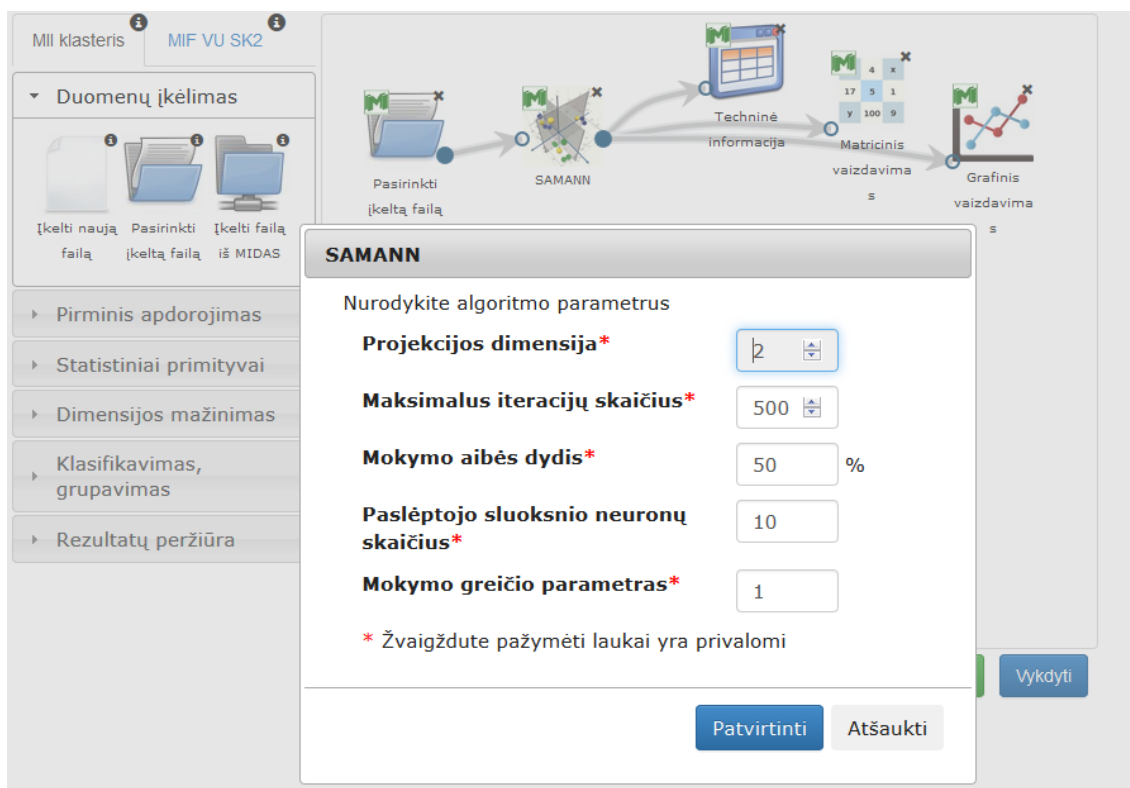 MII klasteris
MIF VU SK2
Duomenų įkėlimas
Įkelti naują
failą
Pasirinkti
įkeltą failą
Įkelti failą
iš MIDAS
Pirminis apdorojimas
Statistiniai primityvai
Dimensijos mažinimas
Klasifikavimas,
grupavimas
Rezultatų peržiūra
Pasirinkti
įkeltą failą
SAMANN
Techninė
informacija
4 x
17 5 1
y 100 9
Matricinis
vaizdavima
s
Grafinis
vaizdavima
s
SAMANN
Nurodykite algoritmo parametrus
Projekcijos dimensija* 2
Maksimalus iteracijų skaičius* 500
Mokymo aibės dydis* 50 %
Paslėptojo sluoksnio neuronų
skaičius* 10
Mokymo greičio parametras* 1
* Žvaigždute pažymėti laukai yra privalomi
Patvirtinti
Atšaukti
Vykdyti